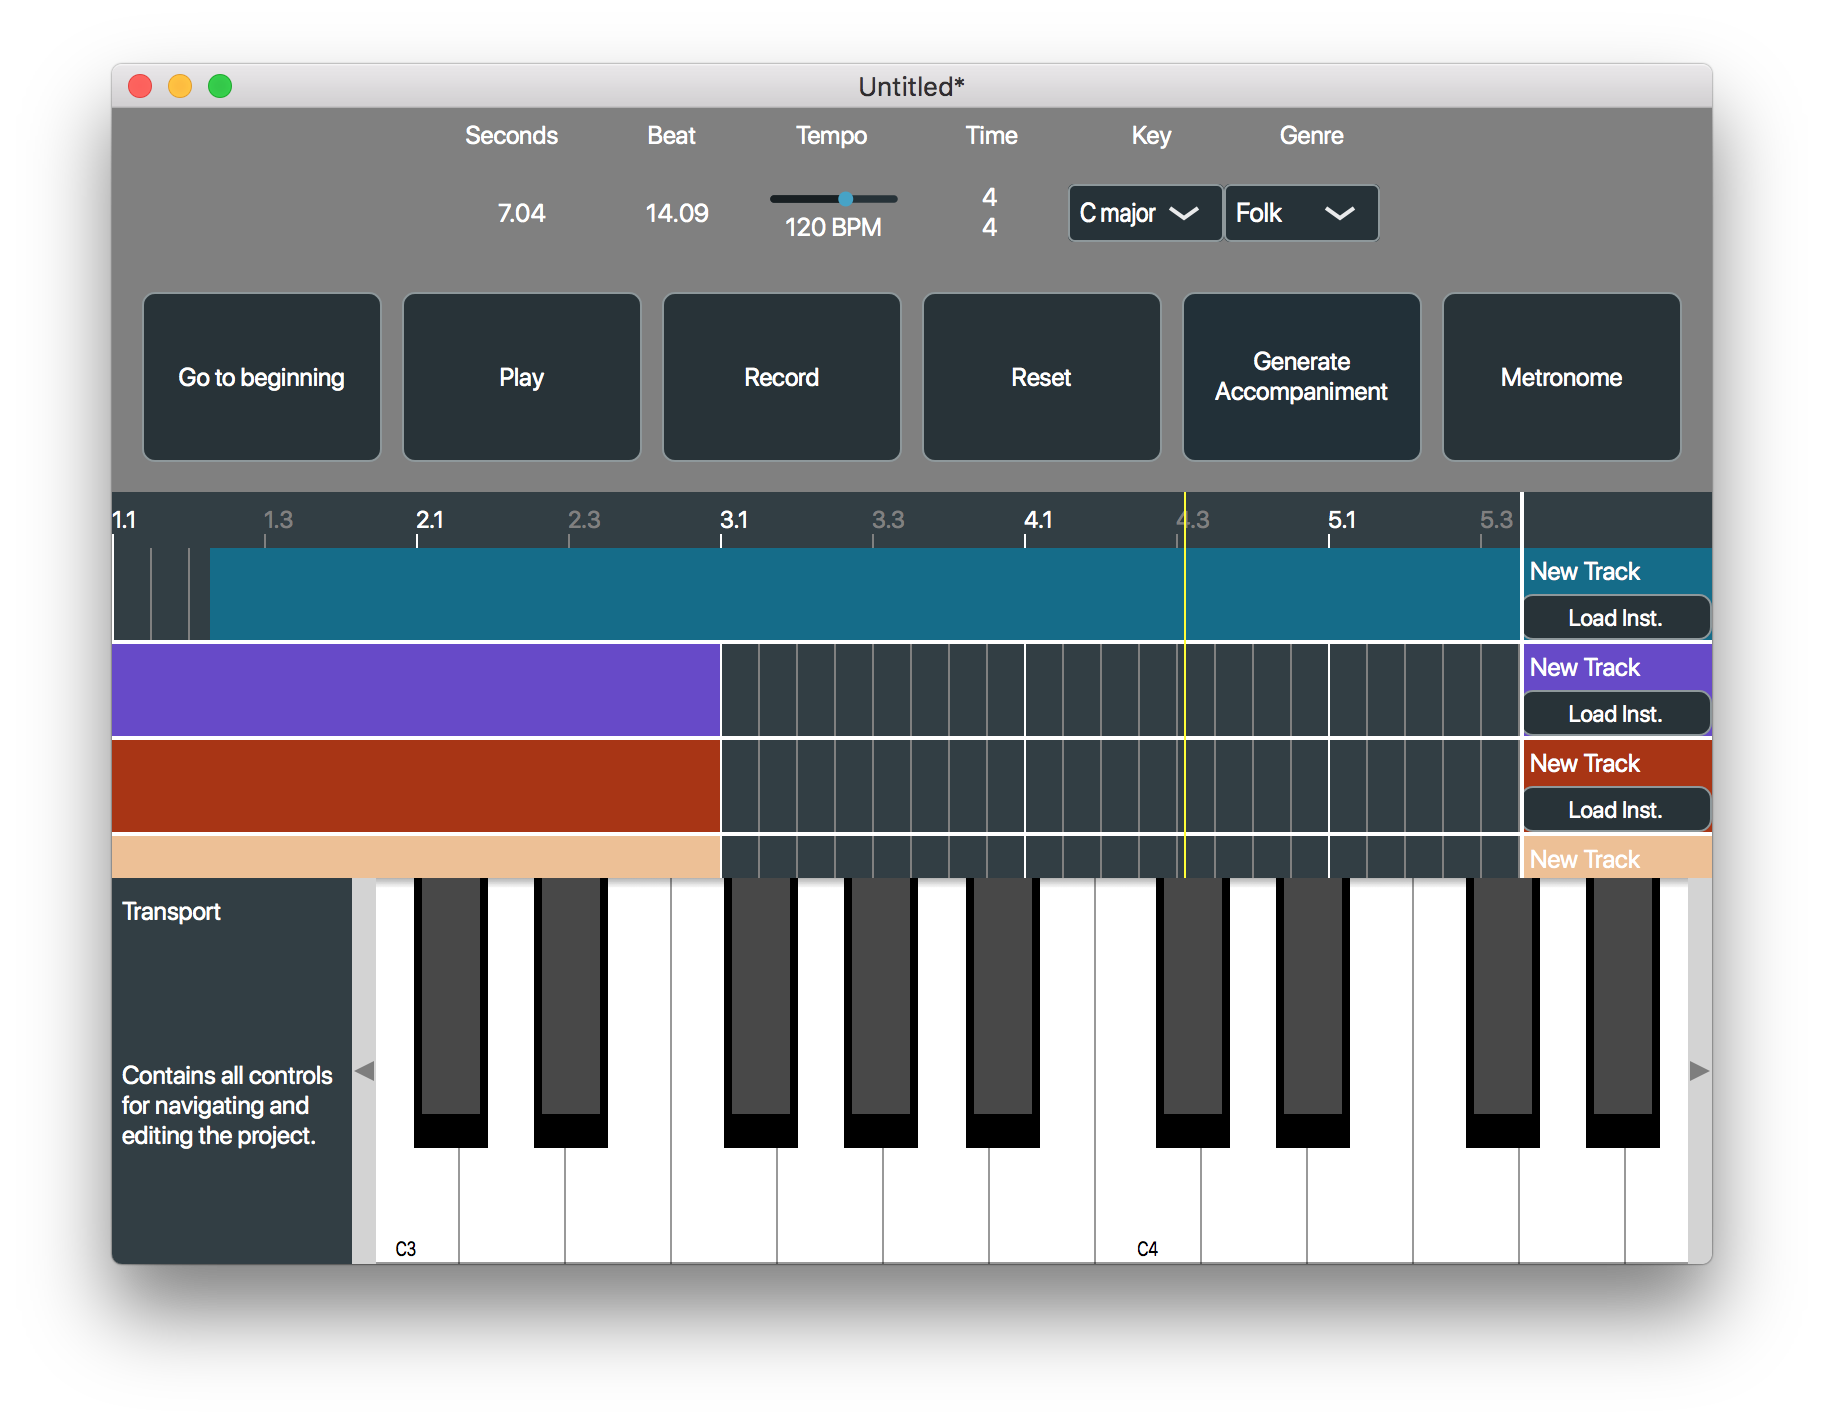 Untitled*
Seconds Beat Tempo Time Key Genre
7.04 14.09 120 BPM 4 4 C major Folk
Go to beginning Play Record Reset Generate Accompaniment Metronome
1.1 1.3 2.1 2.3 3.1 3.3 4.1 4.3 5.1 5.3
New Track
Load Inst.
New Track
Load Inst.
New Track
Load Inst.
New Track
Transport
Contains all controls
for navigating and
editing the project.
C3 C4